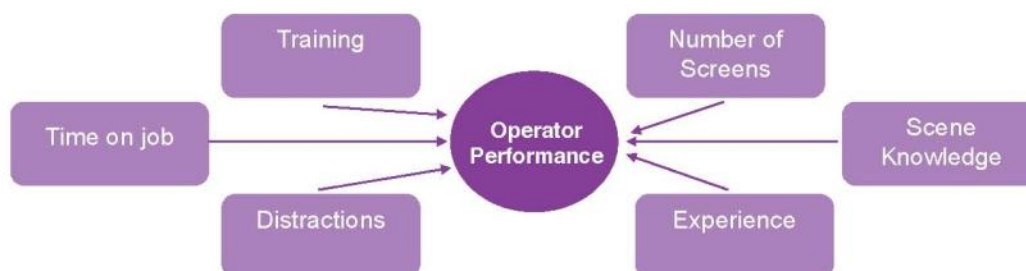 Training
Number of
Screens
Time on job
Operator
Performance
Scene
Knowledge
Distractions
Experience